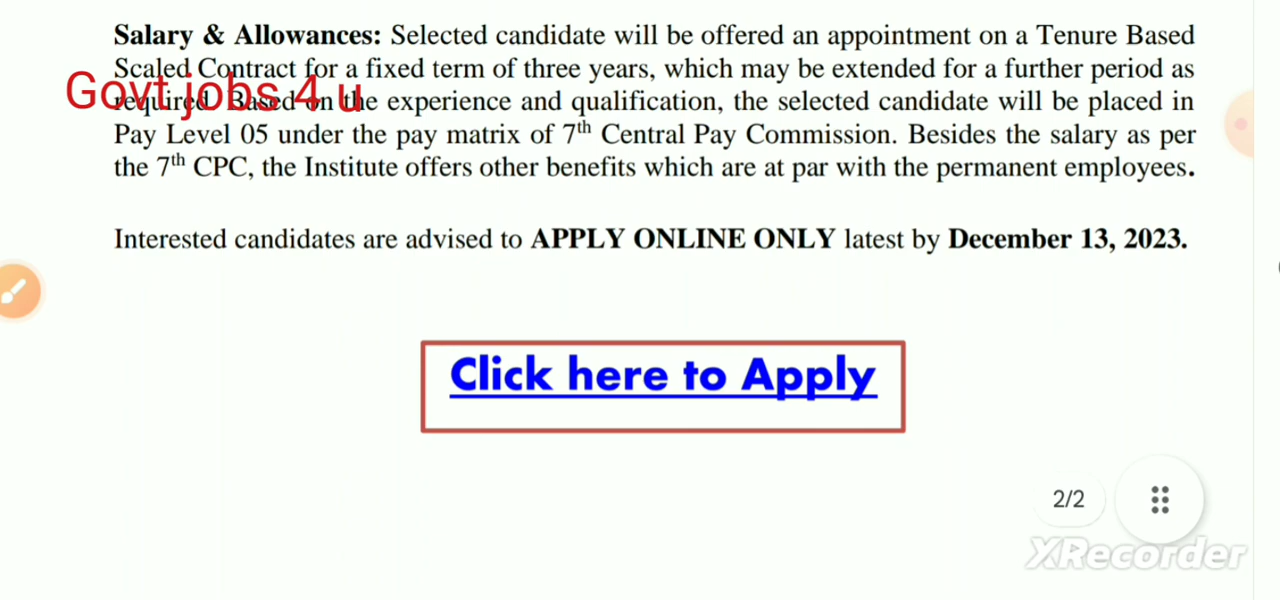 Salary & Allowances: Selected candidate will be offered an appointment on a Tenure Based
Scaled Contract for a fixed term of three years, which may be extended for a further period as
Govt jobs 4 u
required. Based on the experience and qualification, the selected candidate will be placed in
Pay Level 05 under the pay matrix of 7th Central Pay Commission. Besides the salary as per
the 7th CPC, the Institute offers other benefits which are at par with the permanent employees.
Interested candidates are advised to APPLY ONLINE ONLY latest by December 13, 2023.
Click here to Apply
2/2
XRecorder